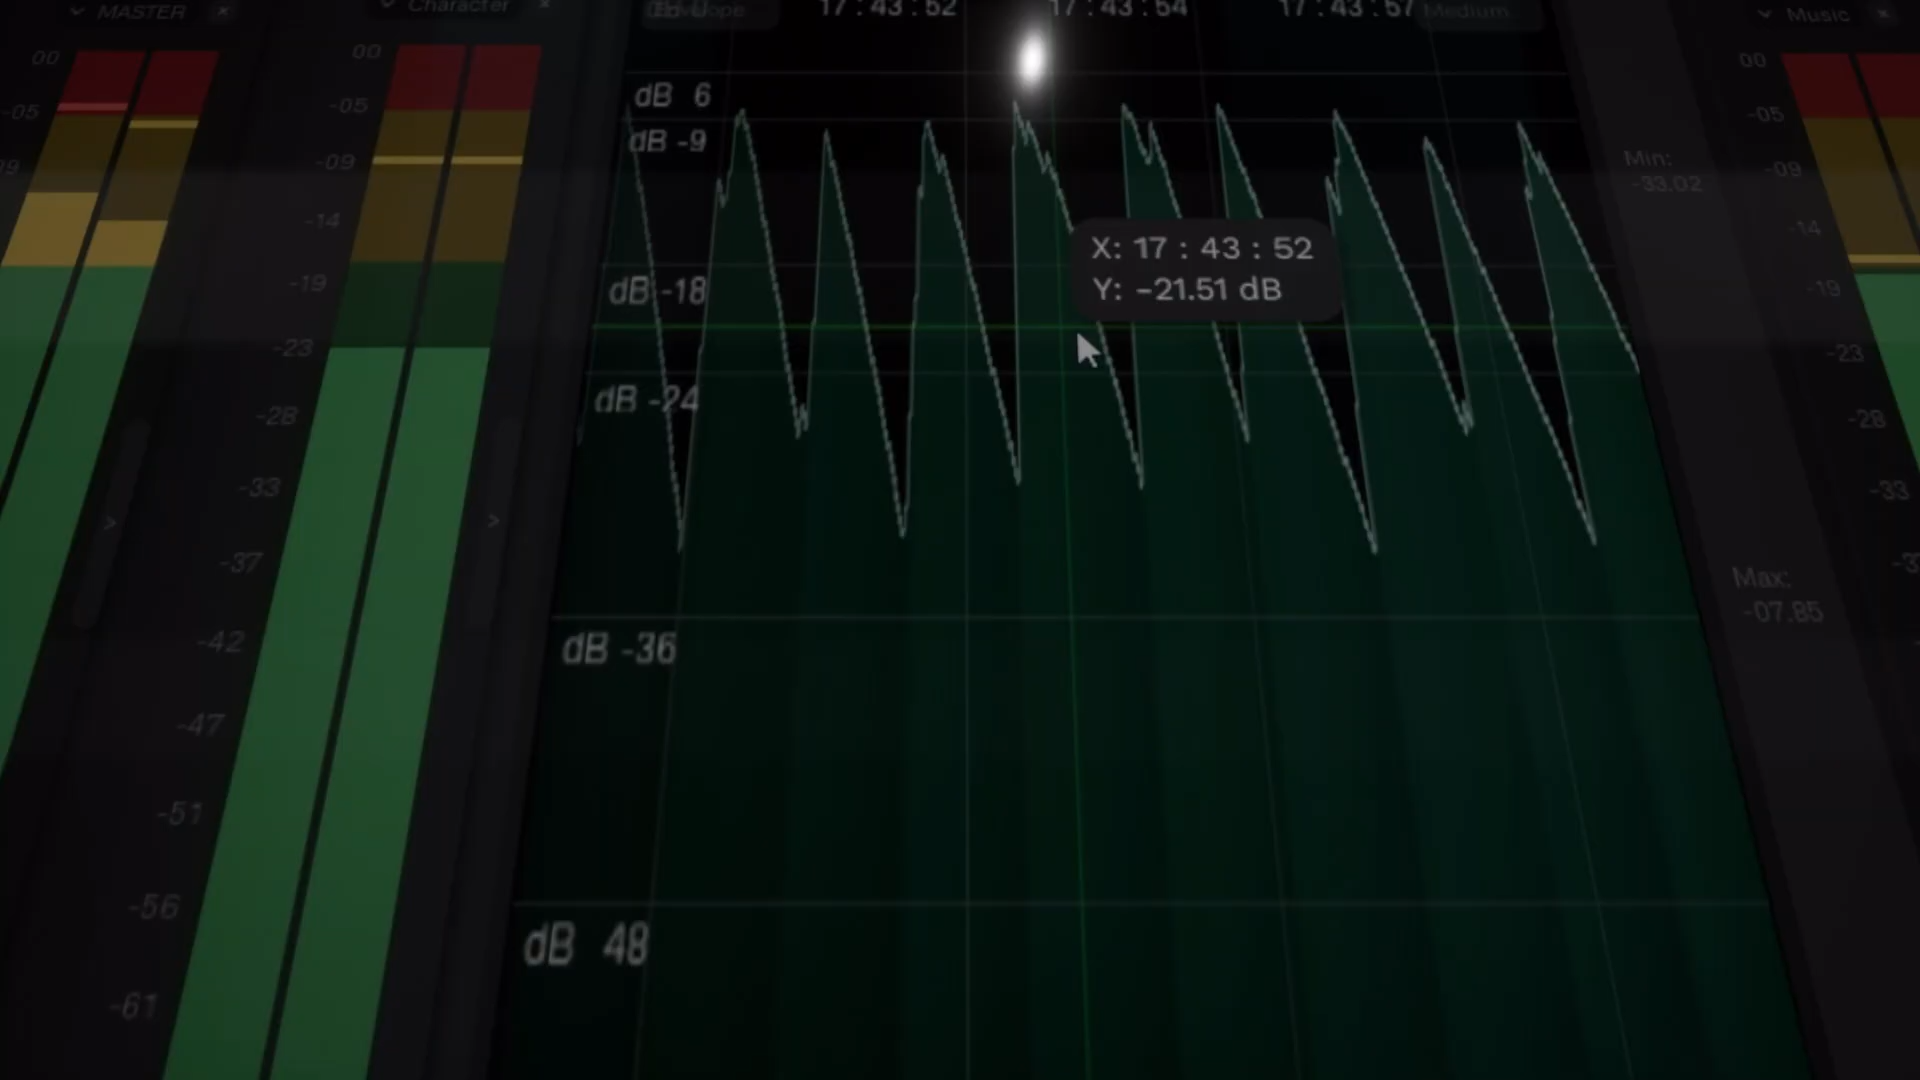 MASTER
×
00
-05
-09
-14
-19
-23
-28
-33
-37
-42
-47
-51
-56
-61
Character
×
00
-05
17:43:52
17:43:54
17:43:57
Medium
dB 6
dB -9
dB -18
dB -24
dB -36
dB 48
X: 17 : 43 : 52
Y: -21.51 dB
Min:
-33.02
Max:
-07.85
Music
×
00
-05
-09
-14
-19
-23
-28
-33